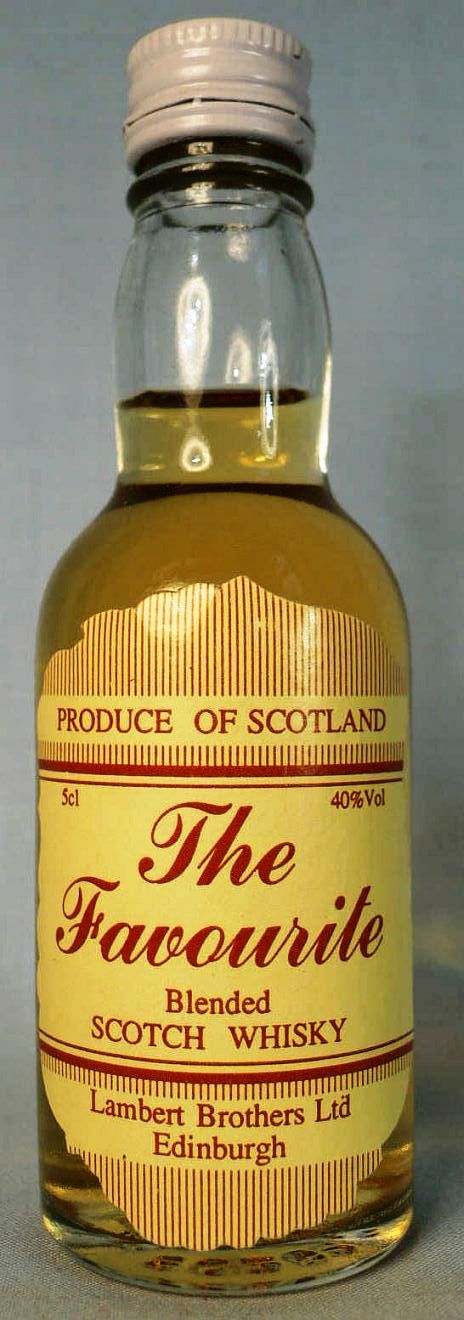 PRODUCE OF SCOTLAND
5cl 40%Vol
The
Favourite
Blended
SCOTCH WHISKY
Lambert Brothers Ltd
Edinburgh